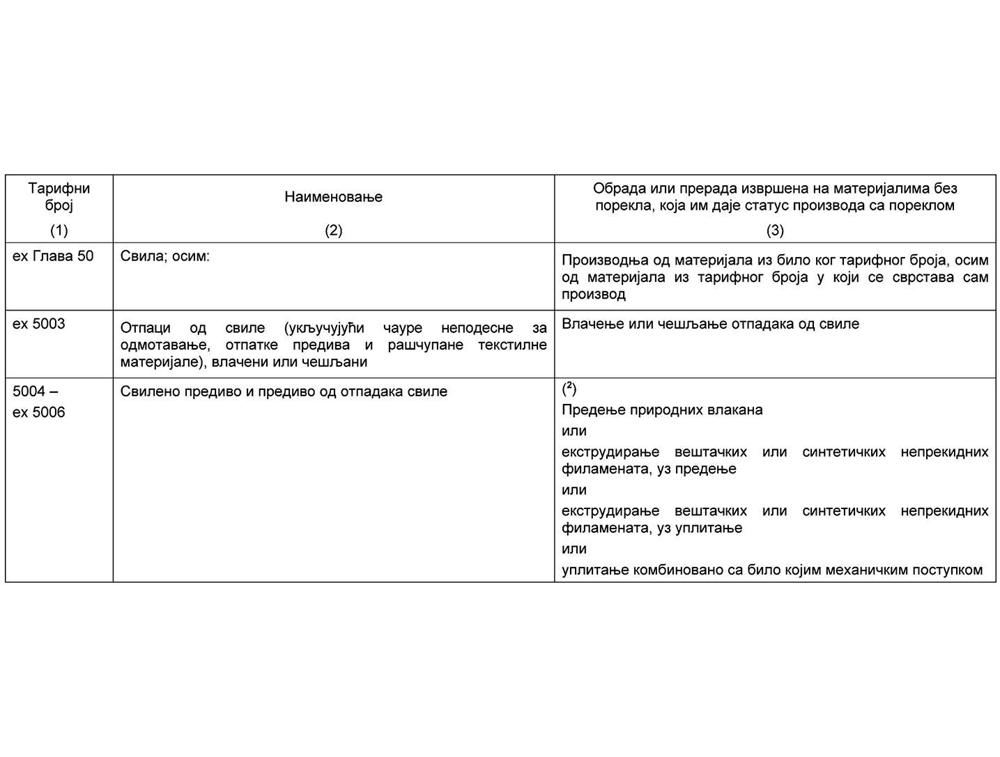 Тарифни
број
(1)
Наименовање
(2)
Обрада или прерада извршена на материјалима без
порекла, која им даје статус производа са пореклом
(3)
ex Глава 50
Свила; осим:
Производња од материјала из било ког тарифног броја, осим
од материјала из тарифног броја у који се сврстава сам
производ
ex 5003
Отпаци од свиле (укључујући чауре неподесне за
одмотавање, отпатке предива и рашчупане текстилне
материјале), влачени или чешљани
Влачење или чешљање отпадака од свиле
5004 –
ex 5006
Свилено предиво и предиво од отпадака свиле
(²)
Предење природних влакана
или
екструдирање вештачких или синтетичких непрекидних
филамената, уз предење
или
екструдирање вештачких или синтетичких непрекидних
филамената, уз уплитање
или
уплитање комбиновано са било којим механичким поступком